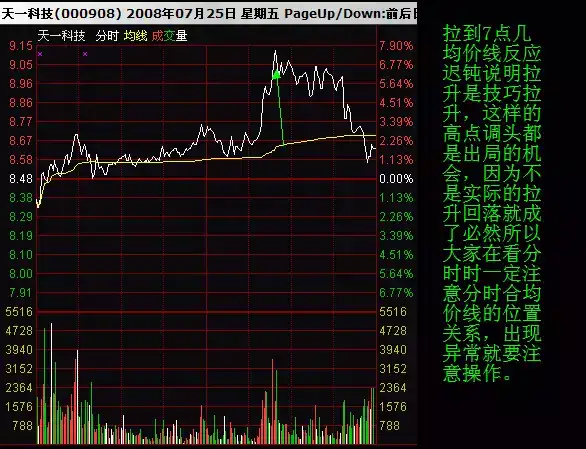 天一科技(000908) 2008年07月25日 星期五 PageUp/Down:前后日
天一科技 分时 均线 成交量
9.15 7.90%
9.05 6.77%
8.96 5.64%
8.86 4.51%
8.77 3.39%
8.67 2.26%
8.58 1.13%
8.48 0.00%
8.38 1.13%
8.29 2.26%
8.19 3.39%
8.10 4.51%
8.00 5.64%
7.91 6.77%
5516 5516
4728 4728
3940 3940
3152 3152
2364 2364
1576 1576
788 788
拉到7点几
均价线反应
迟钝说明拉
升是技巧拉
升，这样的
高点调头都
是出局的机
会，因为不
是实际的拉
升回落就成
了必然所以
大家在看分
时时一定注
意分时合均
价线的位置
关系，出现
异常就要注
意操作。